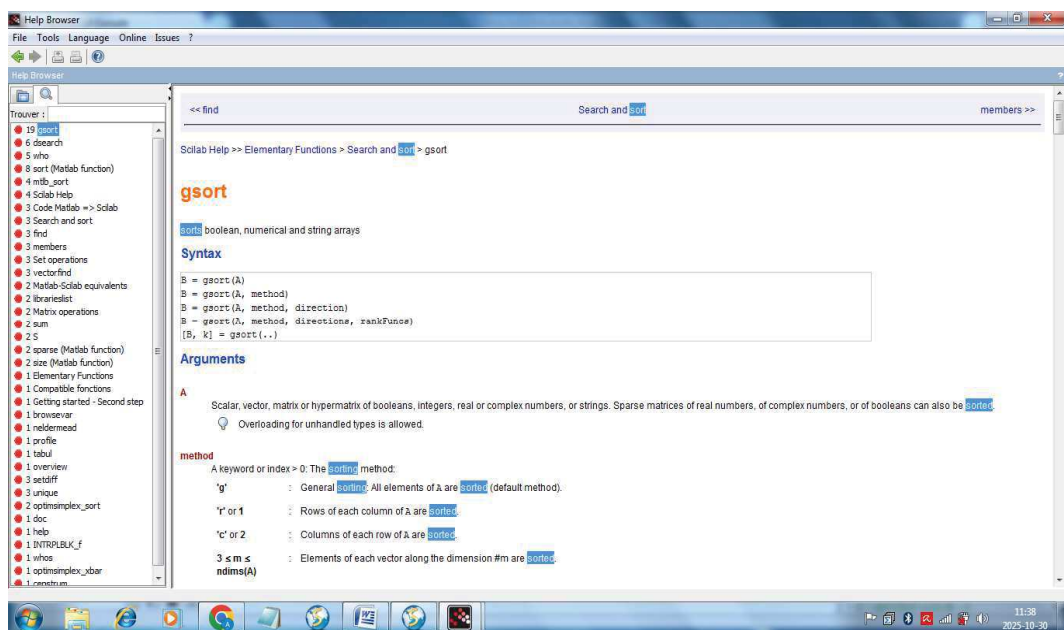 Help Browser
File Tools Language Online Issues ?
Help Browser ?
Trouver :
19 gsort
6 dsearch
5 who
8 sort (Matlab function)
4 mtlb_sort
4 Scilab Help
3 Code Matlab => Scilab
3 Search and sort
3 find
3 members
3 Set operations
3 vectorfind
2 Matlab-Scilab equivalents
2 librarieslist
2 Matrix operations
2 sum
2 S
2 sparse (Matlab function)
2 size (Matlab function)
1 Elementary Functions
1 Compatible fonctions
1 Getting started - Second step
1 browsevar
1 neldermead
1 profile
1 tabul
1 overview
3 setdiff
3 unique
2 optimsimplex_sort
1 doc
1 help
1 INTRPLBLK_f
1 whos
1 optimsimplex_xbar
1 cepstrum
<< find Search and sort members >>
Scilab Help >> Elementary Functions > Search and sort > gsort
gsort
sorts boolean, numerical and string arrays
Syntax
B = gsort(A)
B = gsort(A, method)
B = gsort(A, method, direction)
B = gsort(A, method, directions, rankFuncs)
[B, k] = gsort(..)
Arguments
A
Scalar, vector, matrix or hypermatrix of booleans, integers, real or complex numbers, or strings. Sparse matrices of real numbers, of complex numbers, or of booleans can also be sorted.
Overloading for unhandled types is allowed.
method
A keyword or index > 0: The sorting method:
'g' : General sorting: All elements of A are sorted (default method).
'r' or 1 : Rows of each column of A are sorted.
'c' or 2 : Columns of each row of A are sorted.
3 ≤ m ≤ : Elements of each vector along the dimension #m are sorted.
ndims(A)
11:38
2025-10-30